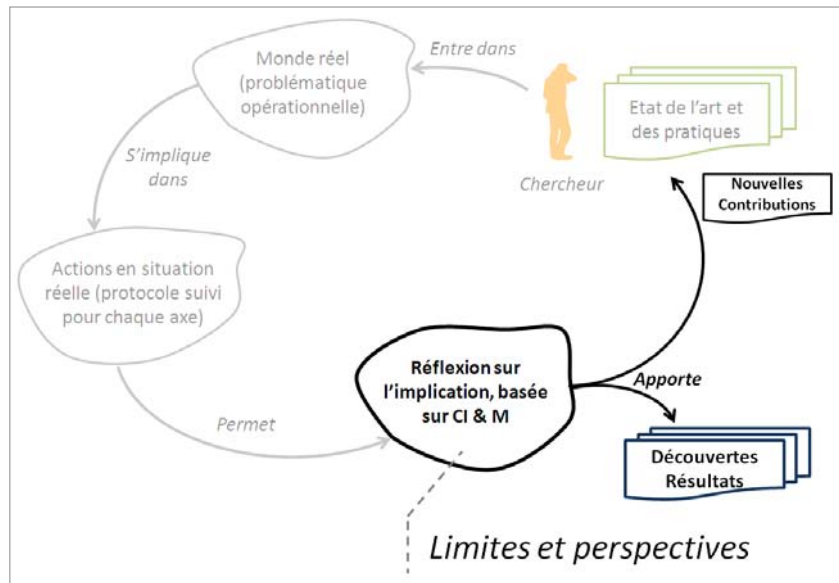 Monde réel
(problématique
opérationnelle)
Entre dans
Chercheur
Etat de l'art et
des pratiques
Nouvelles
Contributions
S'implique
dans
Actions en situation
réelle (protocole suivi
pour chaque axe)
Permet
Réflexion sur
l'implication, basée
sur CI & M
Apporte
Découvertes
Résultats
Limites et perspectives